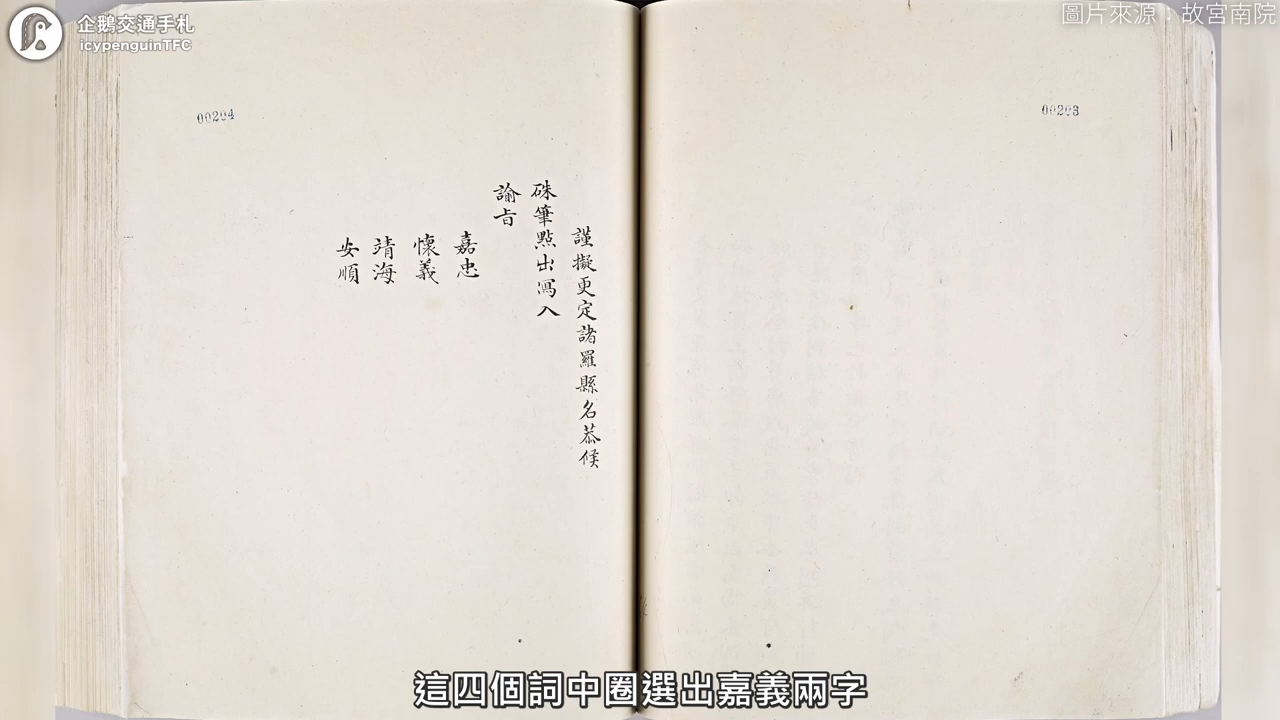 企鵝交通手札
icypenguinTFC
圖片來源：故宮南院
00203
00204
謹擬更定諸羅縣名恭候
硃筆點出寫入
諭旨
嘉忠
懷義
靖海
安順
這四個詞中圈選出嘉義兩字